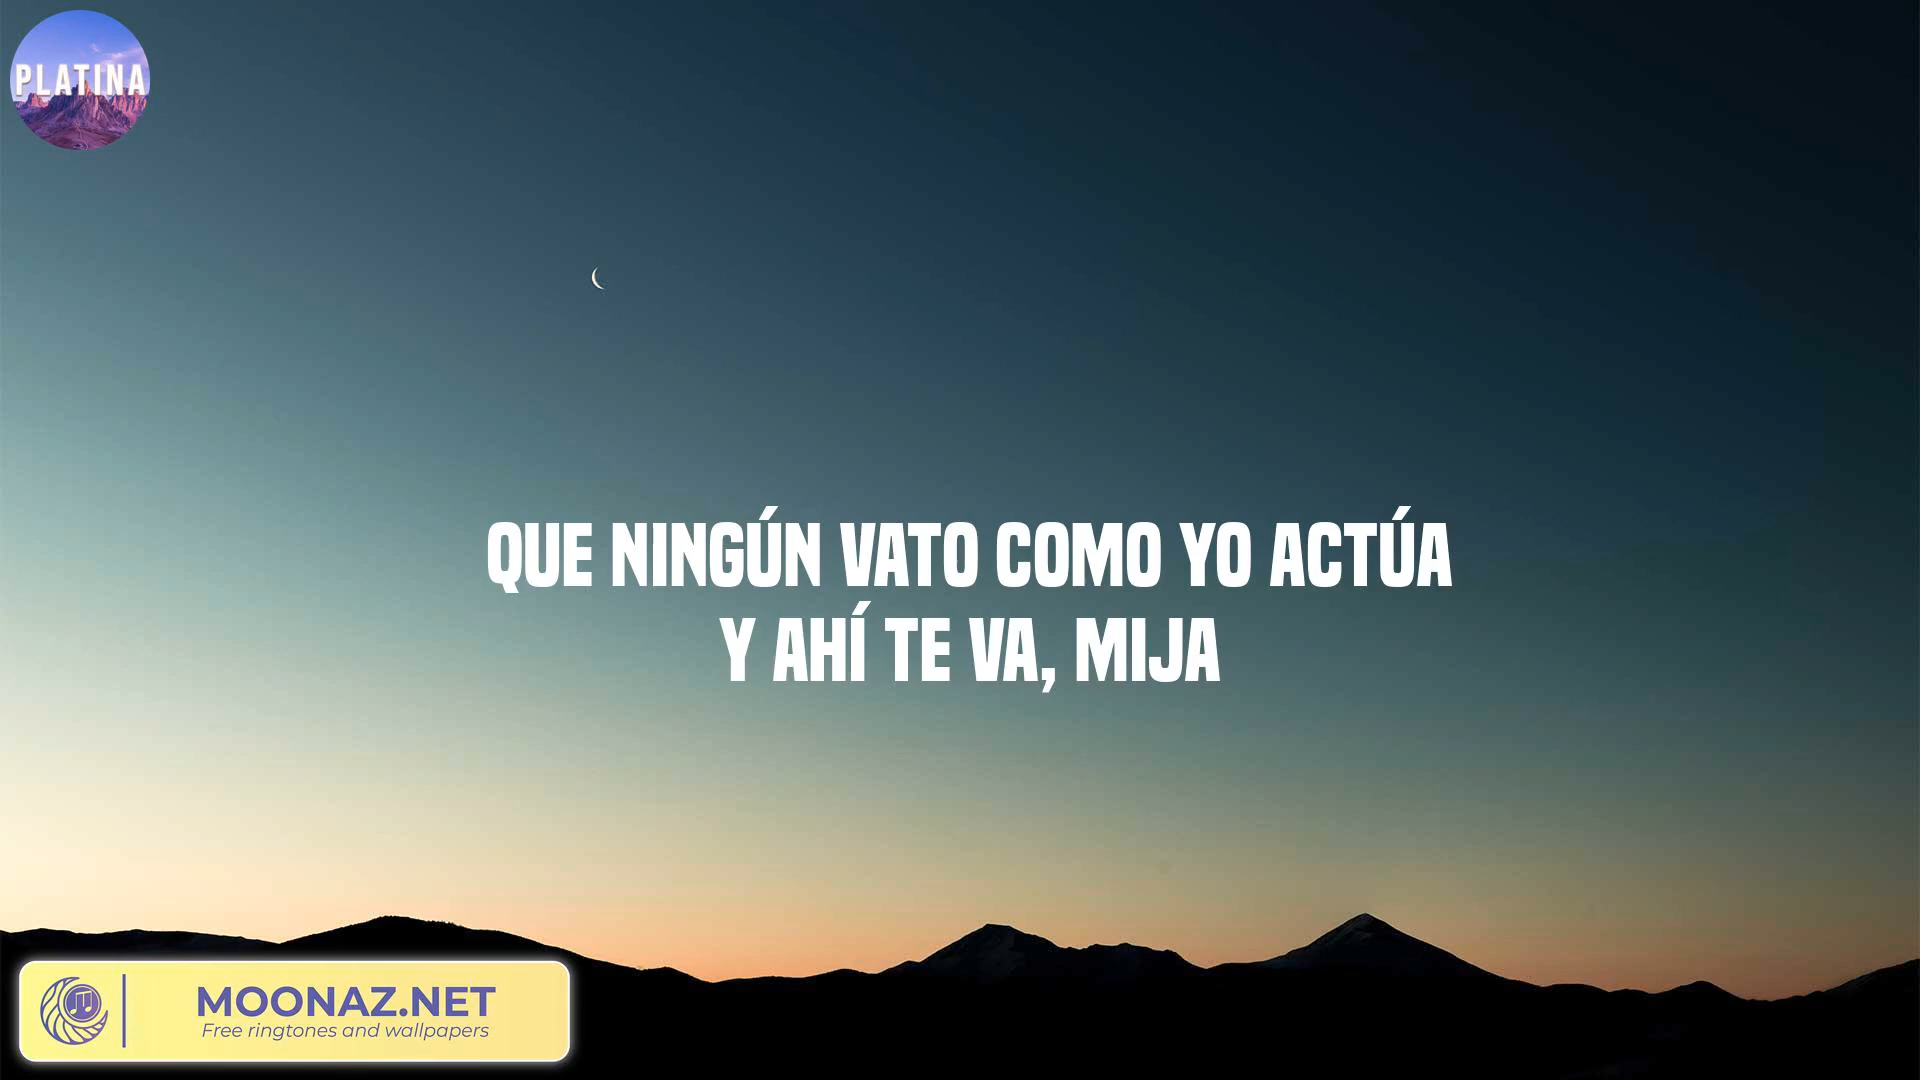 PLATINA
QUE NINGÚN VATO COMO YO ACTÚA
Y AHÍ TE VA, MIJA
MOONAZ.NET
Free ringtones and wallpapers